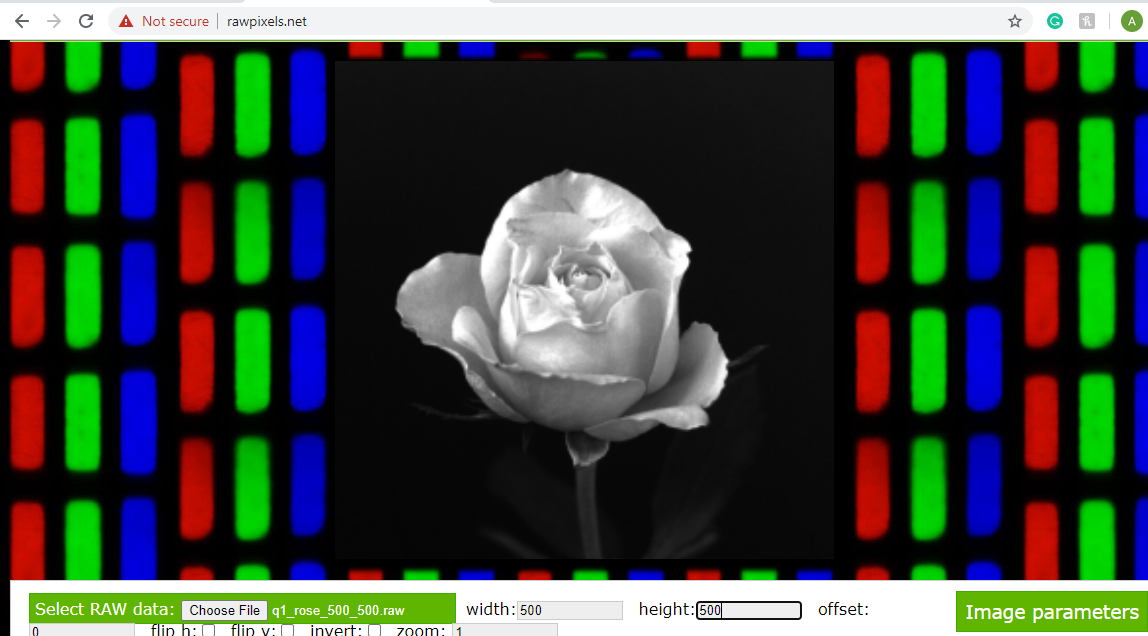 Not secure | rawpixels.net
A
Select RAW data: Choose File q1_rose_500_500.raw width: 500 height: 500 offset: Image parameters
0 flip h: flip v: invert: zoom: 1